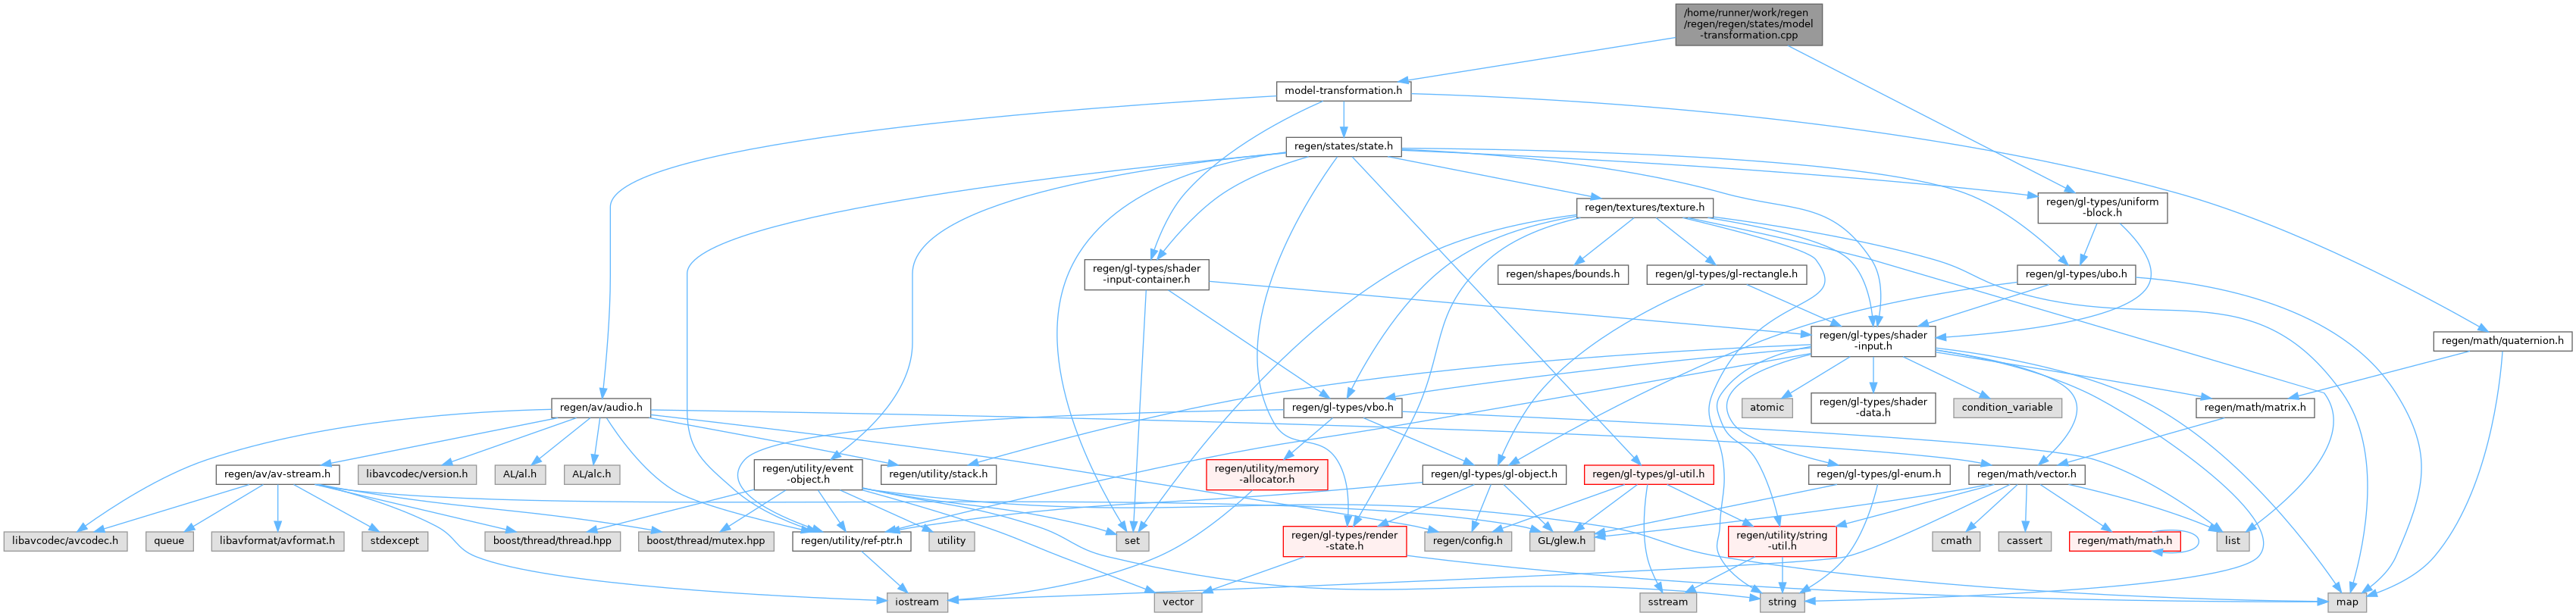 /home/runner/work/regen
/regen/regen/states/model
-transformation.cpp
model-transformation.h
regen/states/state.h
regen/textures/texture.h
regen/gl-types/uniform
-block.h
regen/gl-types/shader
-input-container.h
regen/shapes/bounds.h
regen/gl-types/gl-rectangle.h
regen/gl-types/ubo.h
regen/gl-types/shader
-input.h
regen/math/quaternion.h
regen/av/audio.h
regen/gl-types/vbo.h
atomic
regen/gl-types/shader
-data.h
condition_variable
regen/math/matrix.h
regen/av/av-stream.h
libavcodec/version.h
AL/al.h
AL/alc.h
regen/utility/event
-object.h
regen/utility/stack.h
regen/utility/memory
-allocator.h
regen/gl-types/gl-object.h
regen/gl-types/gl-util.h
regen/gl-types/gl-enum.h
regen/math/vector.h
libavcodec/avcodec.h
queue
libavformat/avformat.h
stdexcept
boost/thread/thread.hpp
boost/thread/mutex.hpp
regen/utility/ref-ptr.h
utility
set
regen/gl-types/render
-state.h
regen/config.h
GL/glew.h
regen/utility/string
-util.h
cmath
cassert
regen/math/math.h
list
iostream
vector
sstream
string
map